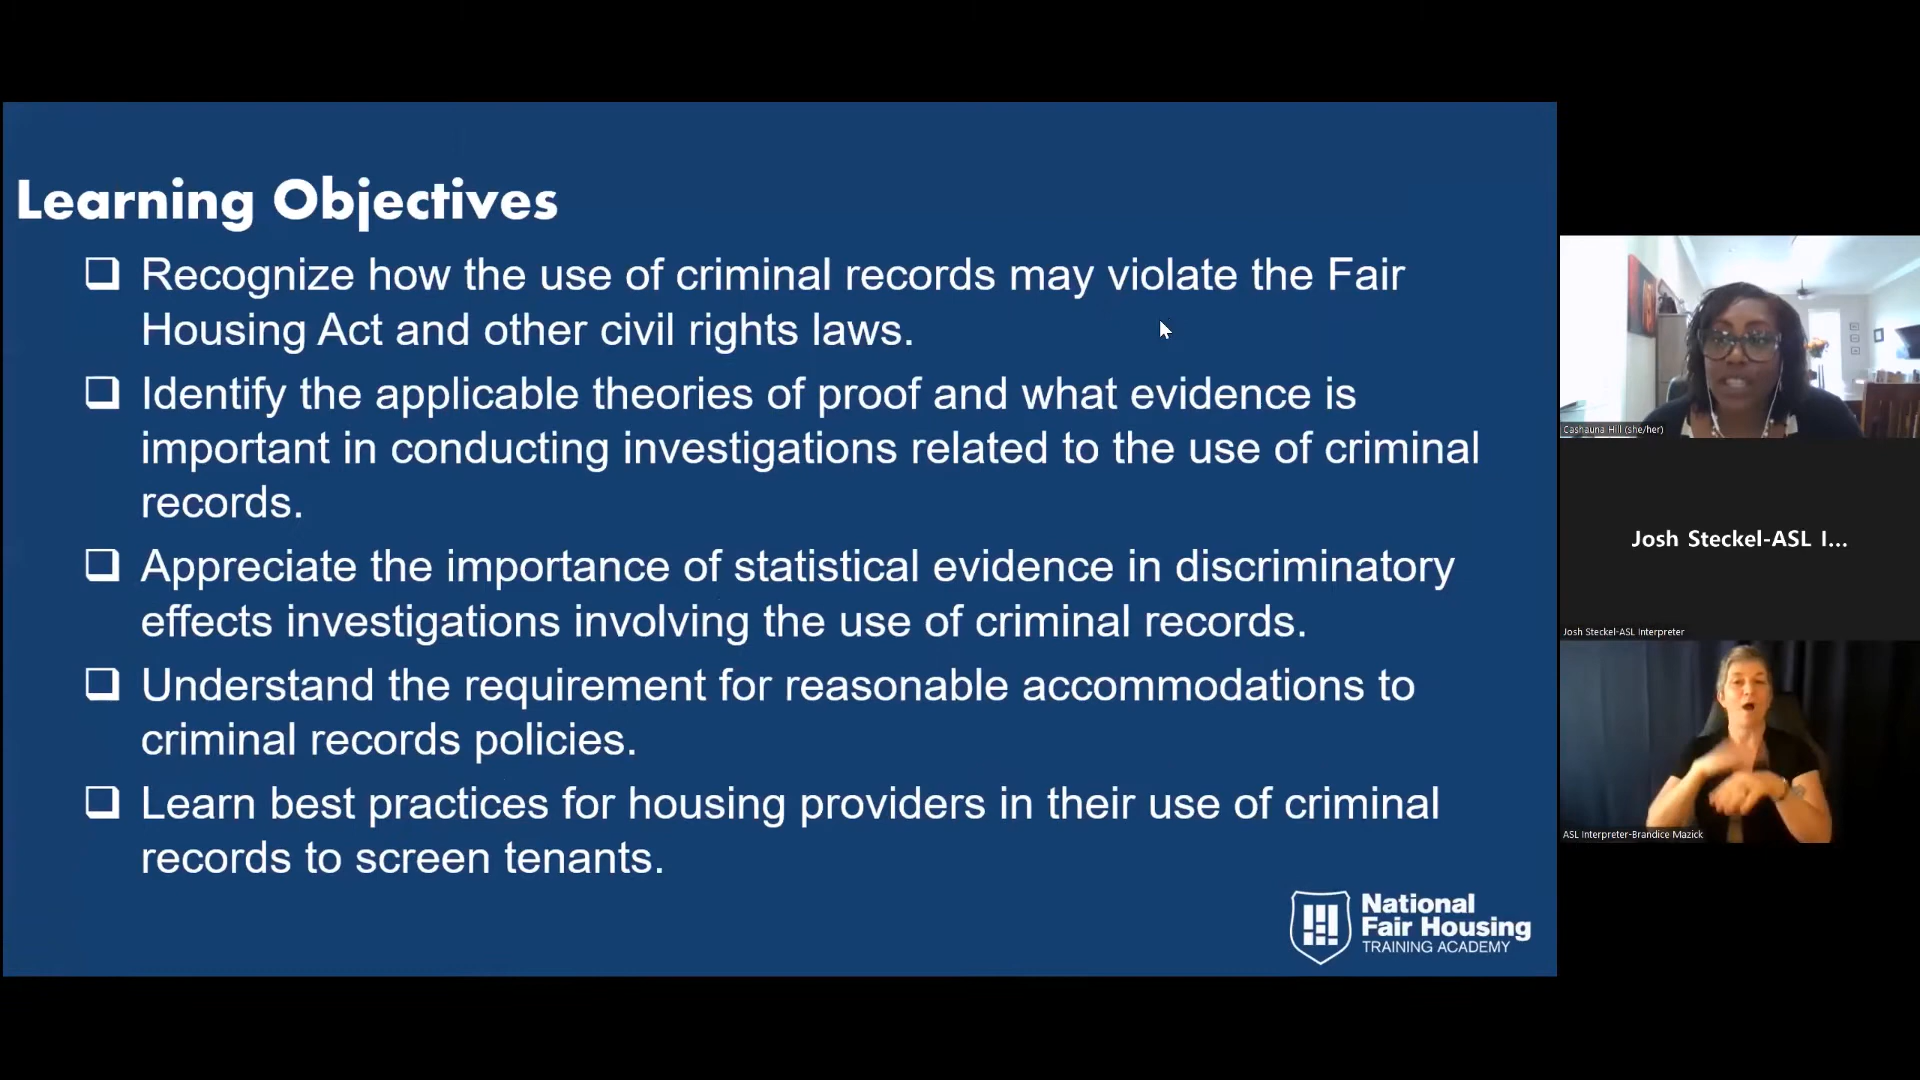 Learning Objectives
❑ Recognize how the use of criminal records may violate the Fair
Housing Act and other civil rights laws.
❑ Identify the applicable theories of proof and what evidence is
important in conducting investigations related to the use of criminal
records.
❑ Appreciate the importance of statistical evidence in discriminatory
effects investigations involving the use of criminal records.
❑ Understand the requirement for reasonable accommodations to
criminal records policies.
❑ Learn best practices for housing providers in their use of criminal
records to screen tenants.
National
Fair Housing
TRAINING ACADEMY
Cashauna Hill (she/her)
Josh Steckel-ASL I...
Josh Steckel-ASL Interpreter
ASL Interpreter-Brandice Mazick